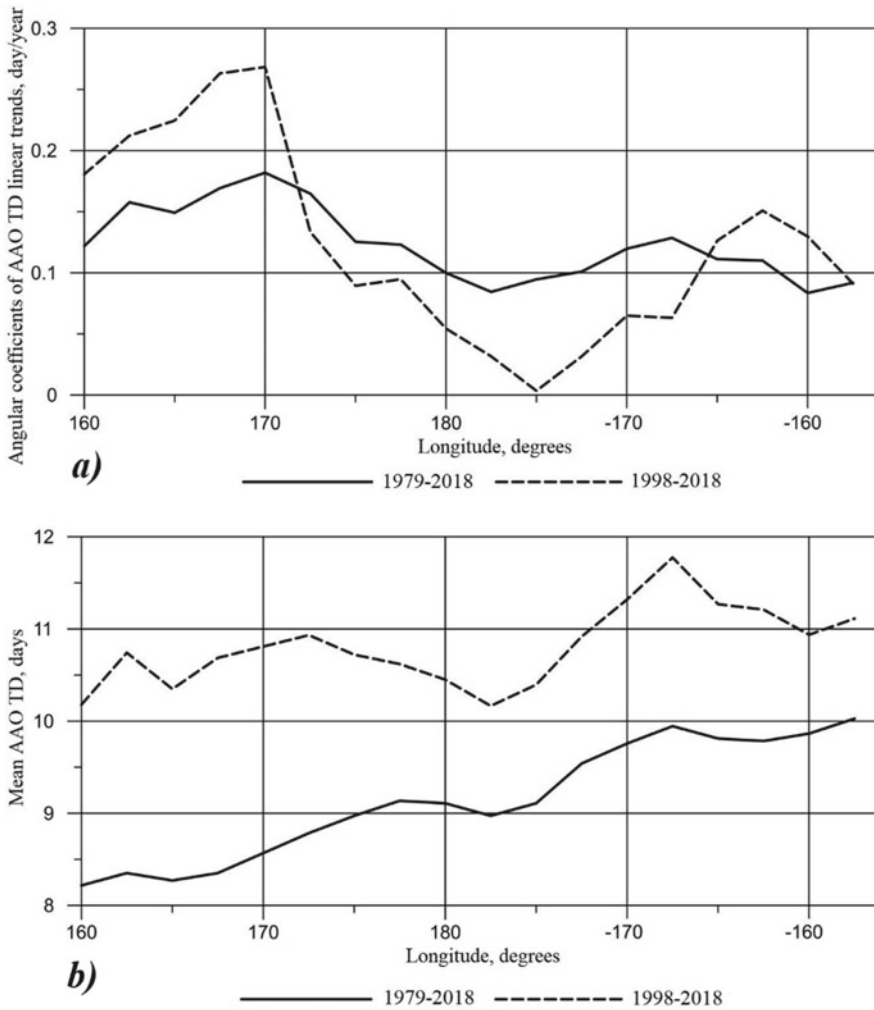 Angular coefficients of AAO TD linear trends, day/year
0.3
0.2
0.1
0
160 170 180 -170 -160
Longitude, degrees
a)
1979-2018 1998-2018
Mean AAO TD, days
12
11
10
9
8
160 170 180 -170 -160
Longitude, degrees
b)
1979-2018 1998-2018